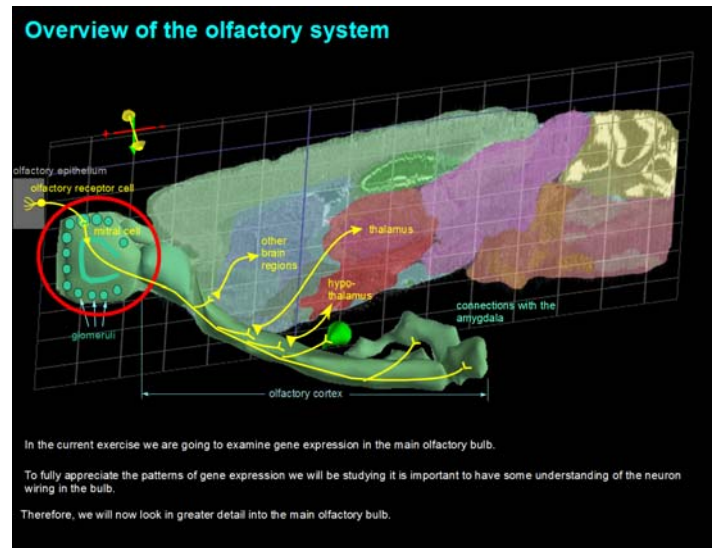 Overview of the olfactory system
olfactory epithelium
olfactory receptor cell
mitral cell
other
brain
regions
thalamus
hypo-
thalamus
connections with the
amygdala
glomeruli
olfactory cortex
In the current exercise we are going to examine gene expression in the main olfactory bulb.
To fully appreciate the patterns of gene expression we will be studying it is important to have some understanding of the neuron
wiring in the bulb.
Therefore, we will now look in greater detail into the main olfactory bulb.